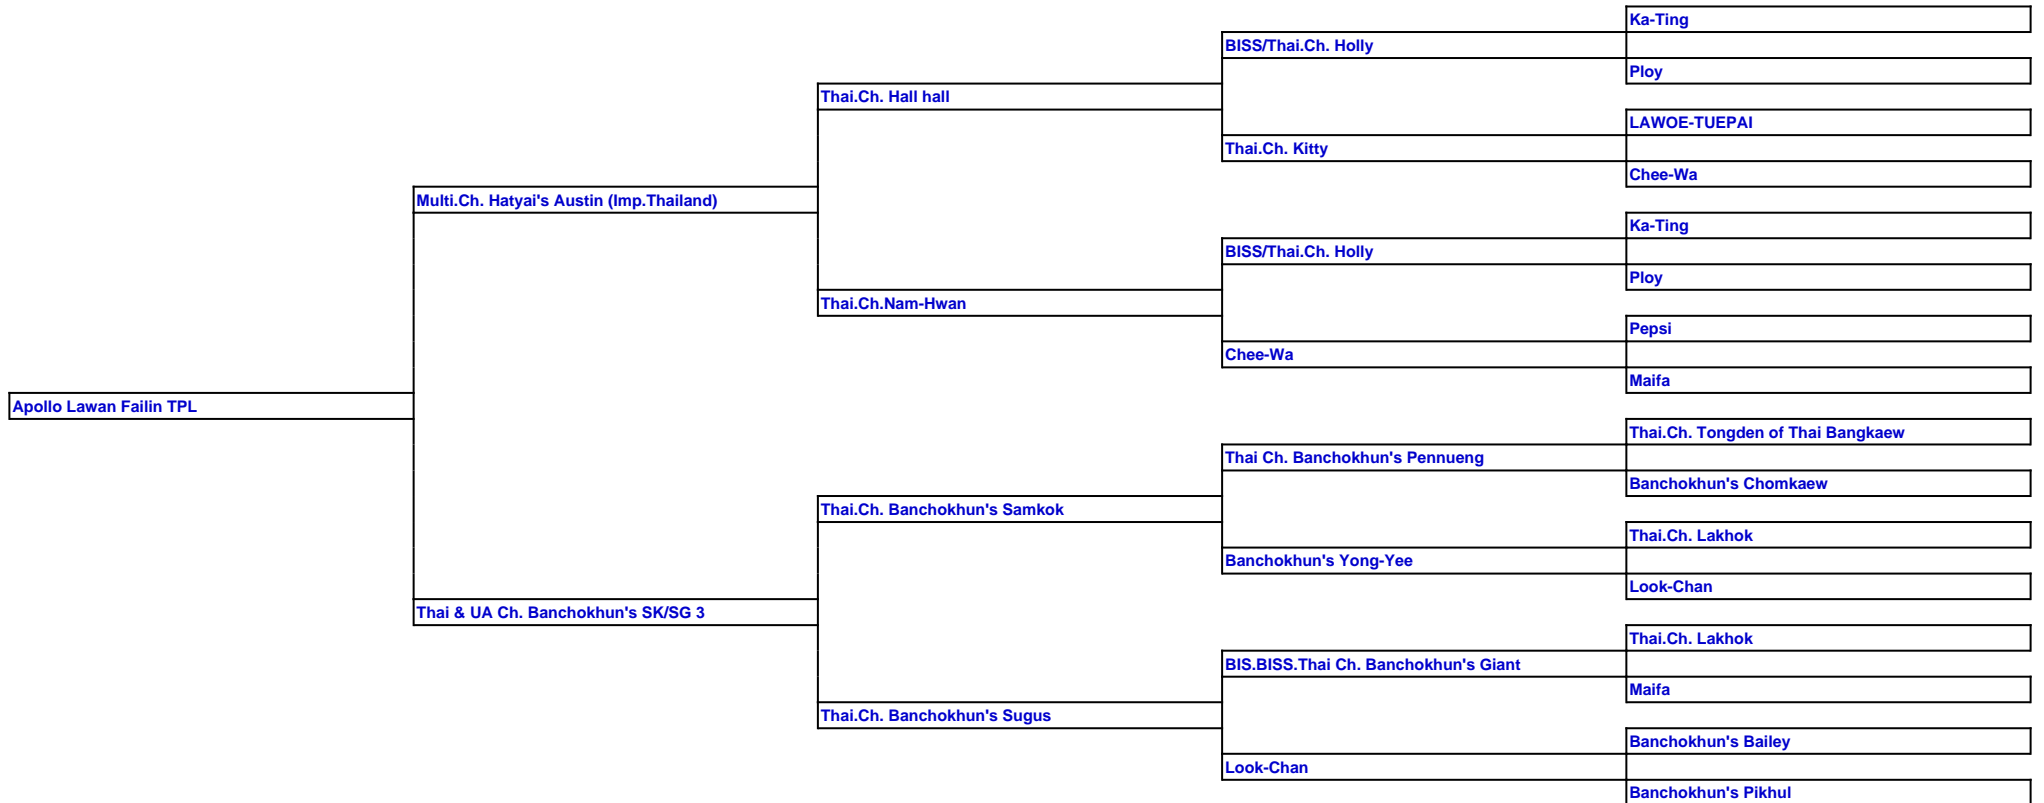 Ka-Ting
BISS/Thai.Ch. Holly
Ploy
Thai.Ch. Hall hall
LAWOE-TUEPAI
Thai.Ch. Kitty
Chee-Wa
Multi.Ch. Hatyai's Austin (Imp.Thailand)
Ka-Ting
BISS/Thai.Ch. Holly
Ploy
Thai.Ch.Nam-Hwan
Pepsi
Chee-Wa
Maifa
Apollo Lawan Failin TPL
Thai.Ch. Tongden of Thai Bangkaew
Thai Ch. Banchokhun's Pennueng
Banchokhun's Chomkaew
Thai.Ch. Banchokhun's Samkok
Thai.Ch. Lakhok
Banchokhun's Yong-Yee
Look-Chan
Thai & UA Ch. Banchokhun's SK/SG 3
Thai.Ch. Lakhok
BIS.BISS.Thai Ch. Banchokhun's Giant
Maifa
Thai.Ch. Banchokhun's Sugus
Banchokhun's Bailey
Look-Chan
Banchokhun's Pikhul